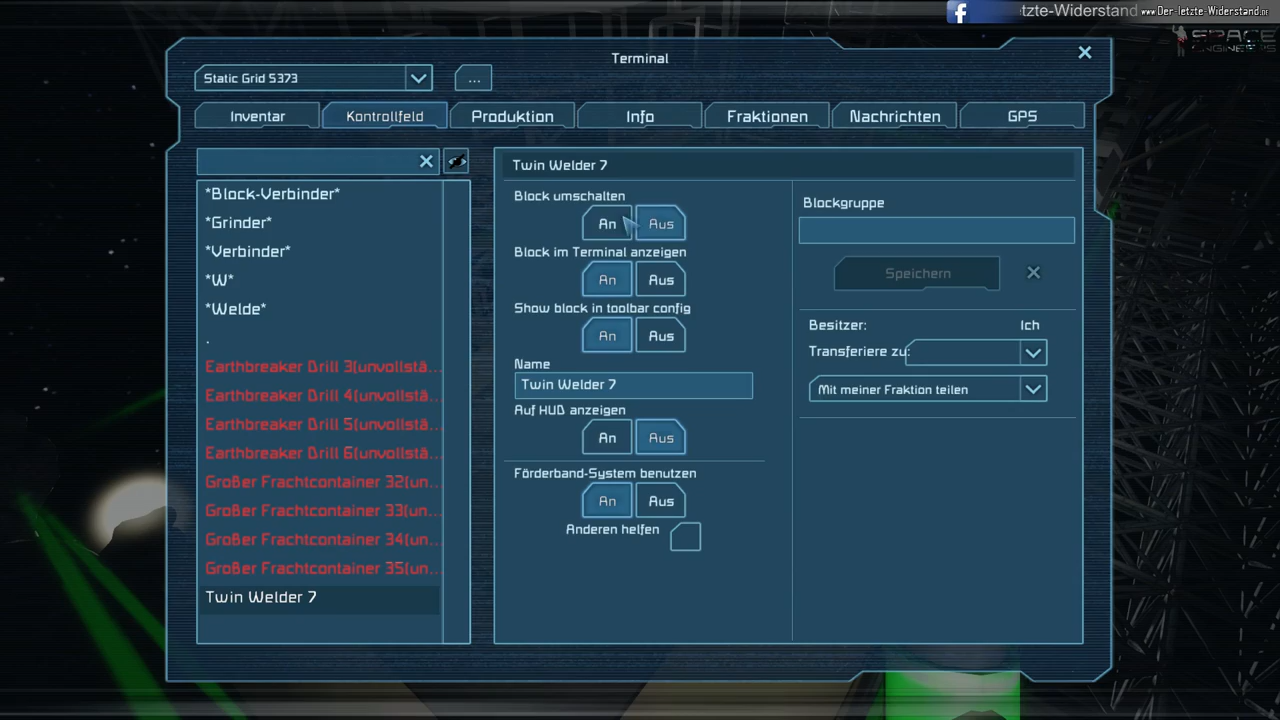 tzte-Widerstand www.Der-letzte-Widerstand.de
SPACE
ENGINEERS
Terminal
Static Grid 5373
...
Inventar Kontrollfeld Produktion Info Fraktionen Nachrichten GPS
Twin Welder 7
*Block-Verbinder*
*Grinder*
*Verbinder*
*W*
*Welde*
.
Earthbreaker Drill 3(unvollstä...
Earthbreaker Drill 4(unvollstä...
Earthbreaker Drill 5(unvollstä...
Earthbreaker Drill 6(unvollstä...
Großer Frachtcontainer 32(un...
Großer Frachtcontainer 33(un...
Großer Frachtcontainer 34(un...
Großer Frachtcontainer 35(un...
Twin Welder 7
Block umschalten
An Aus
Block im Terminal anzeigen
An Aus
Show block in toolbar config
An Aus
Name
Twin Welder 7
Auf HUD anzeigen
An Aus
Förderband-System benutzen
An Aus
Anderen helfen
Blockgruppe
Speichern
Besitzer: Ich
Transferiere zu:
Mit meiner Fraktion teilen